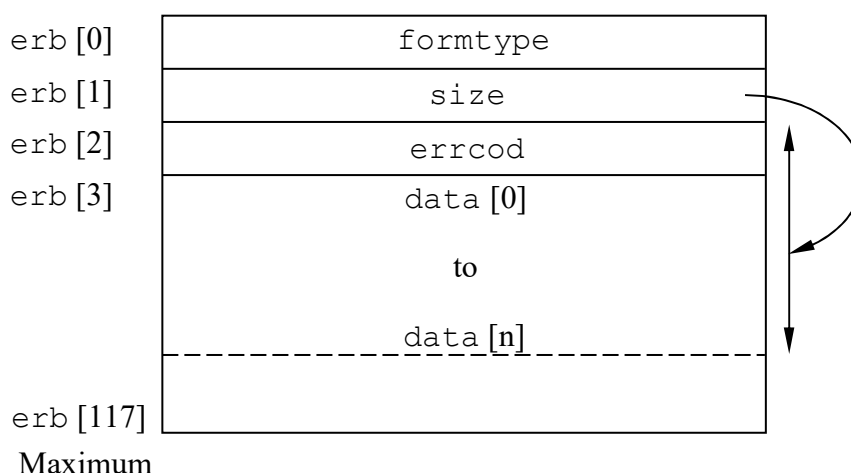 erb [0] formtype
erb [1] size
erb [2] errcod
erb [3] data [0]
to
data [n]
erb [117]
Maximum